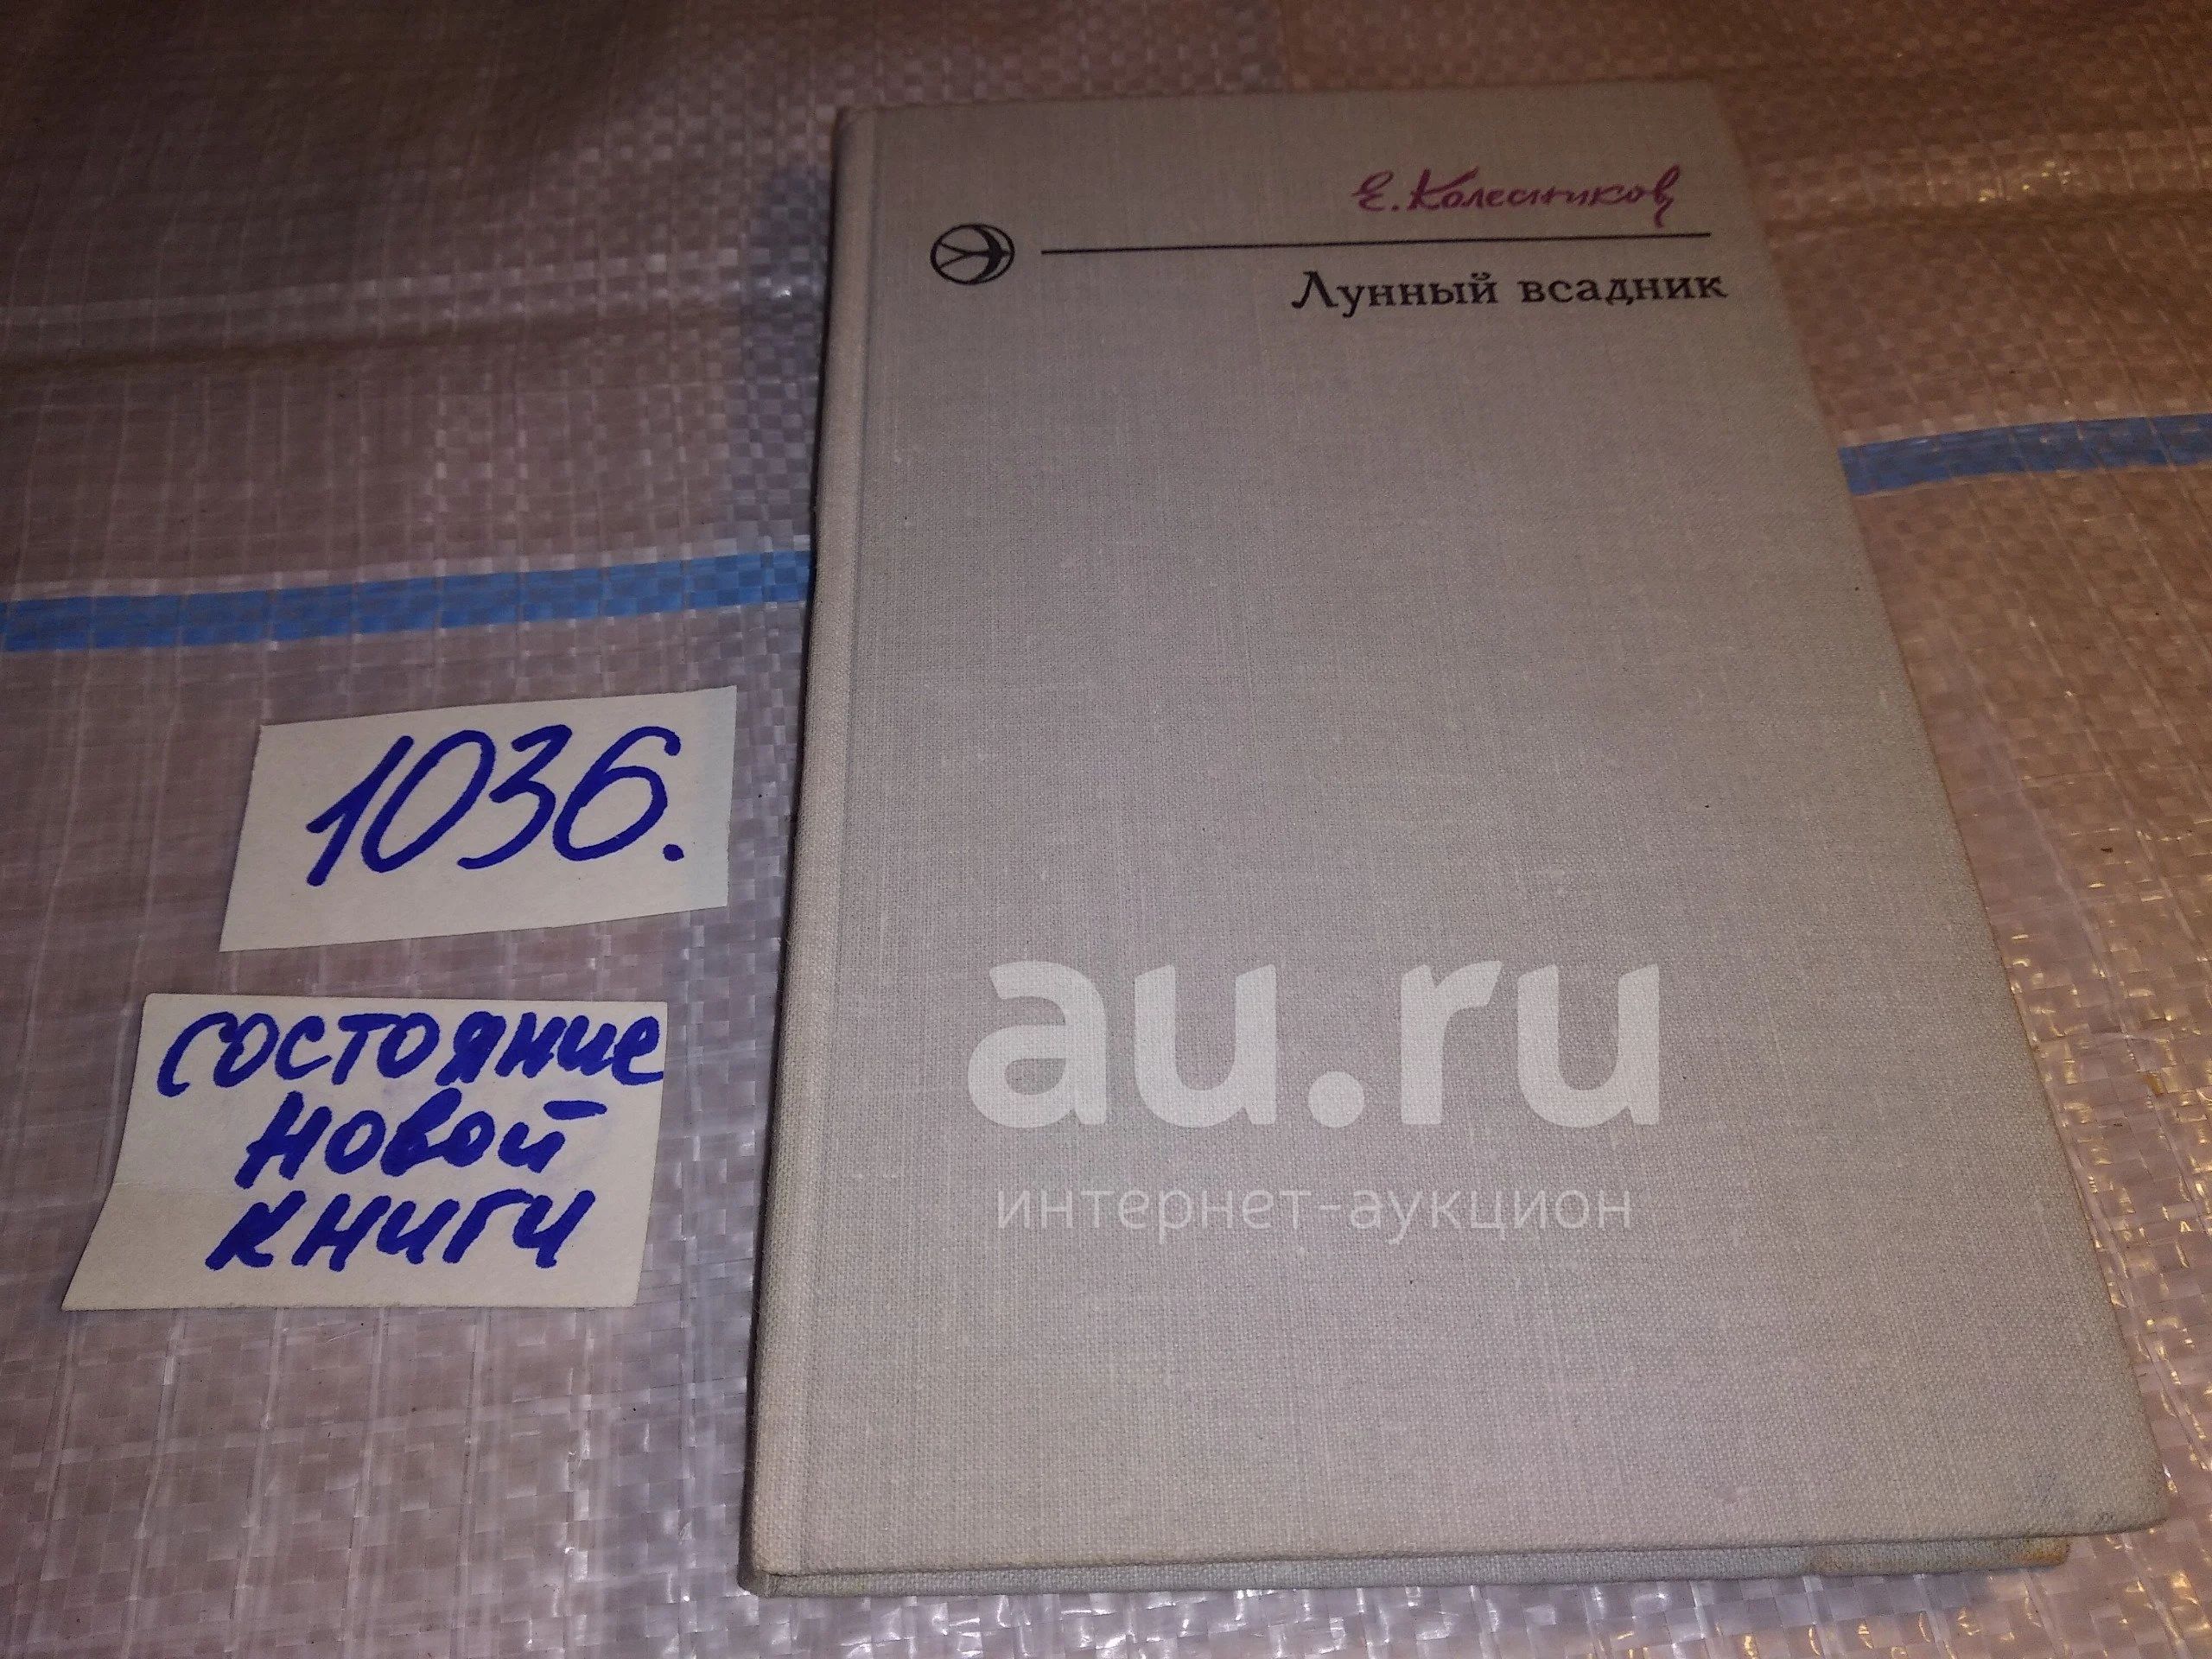 Е. Колесников
Лунный всадник
1036.
состояние
новой
книги
au.ru
интернет-аукцион